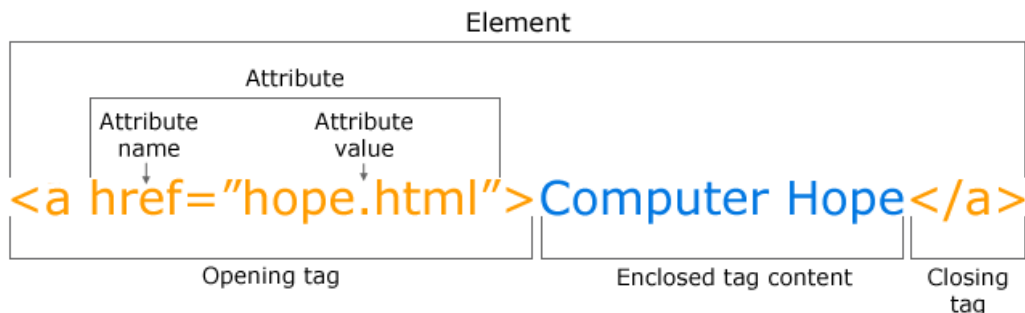 Element
Attribute
Attribute name
Attribute value
<a href=”hope.html”>Computer Hope</a>
Opening tag
Enclosed tag content
Closing tag